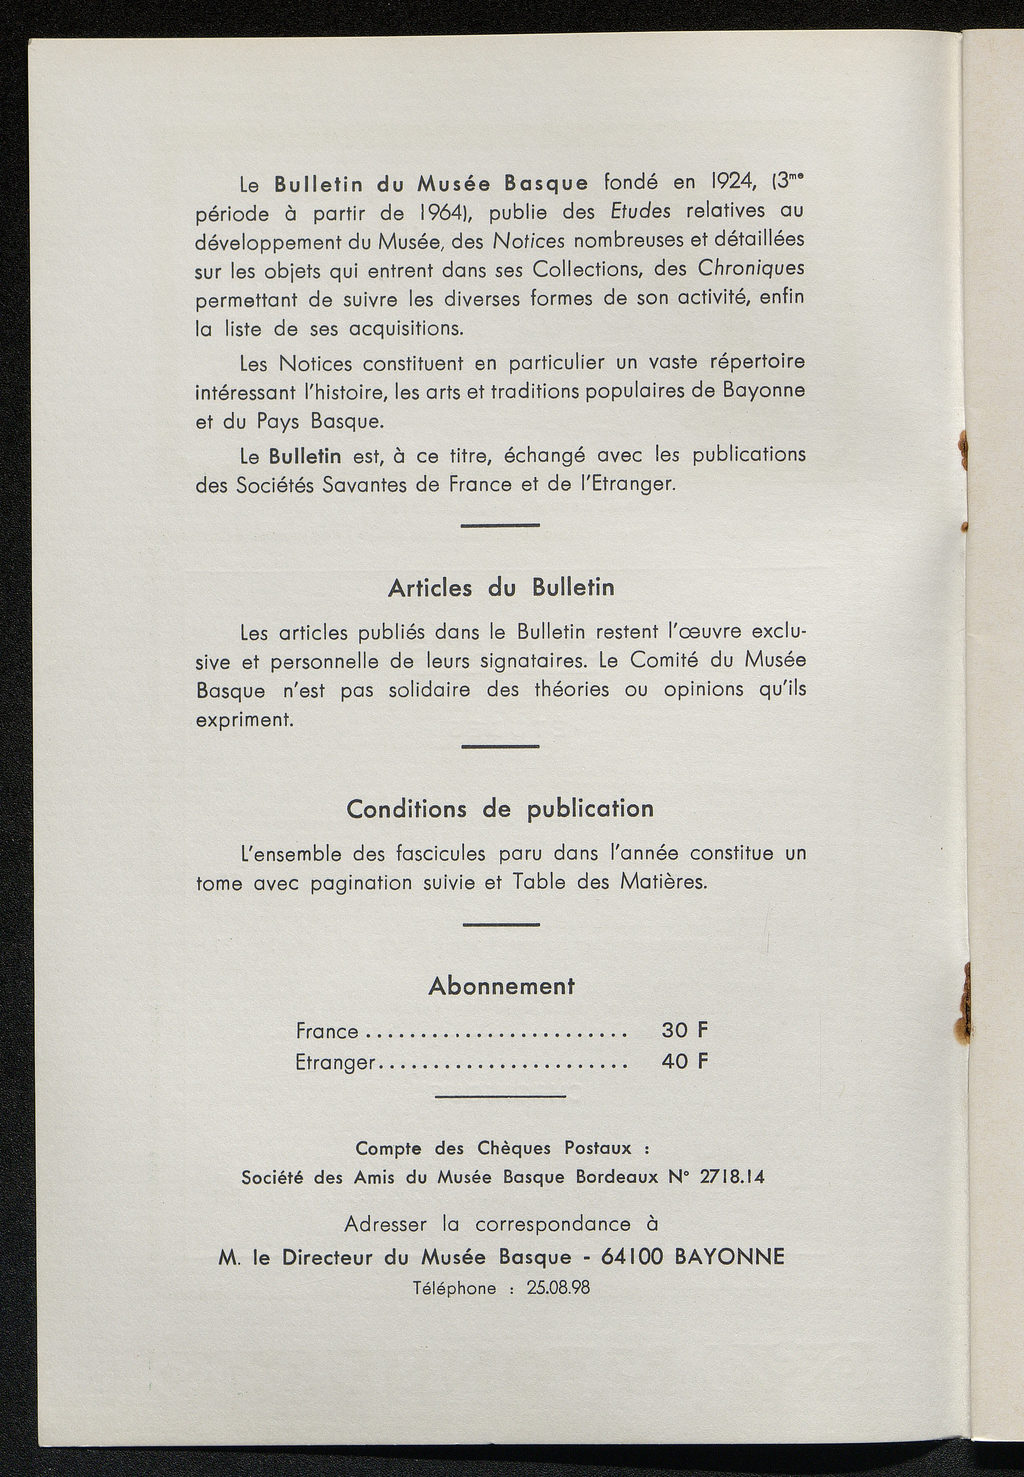 Le Bulletin du Musée Basque fondé en 1924, (3me
période à partir de 1964), publie des Etudes relatives au
développement du Musée, des Notices nombreuses et détaillées
sur les objets qui entrent dans ses Collections, des Chroniques
permettant de suivre les diverses formes de son activité, enfin
la liste de ses acquisitions.
Les Notices constituent en particulier un vaste répertoire
intéressant l'histoire, les arts et traditions populaires de Bayonne
et du Pays Basque.
Le Bulletin est, à ce titre, échangé avec les publications
des Sociétés Savantes de France et de l'Etranger.
Articles du Bulletin
Les articles publiés dans le Bulletin restent l'œuvre exclu-
sive et personnelle de leurs signataires. Le Comité du Musée
Basque n'est pas solidaire des théories ou opinions qu'ils
expriment.
Conditions de publication
L'ensemble des fascicules paru dans l'année constitue un
tome avec pagination suivie et Table des Matières.
Abonnement
France ........................ 30 F
Etranger....................... 40 F
Compte des Chèques Postaux :
Société des Amis du Musée Basque Bordeaux N° 2718.14
Adresser la correspondance à
M. le Directeur du Musée Basque - 64100 BAYONNE
Téléphone : 25.08.98